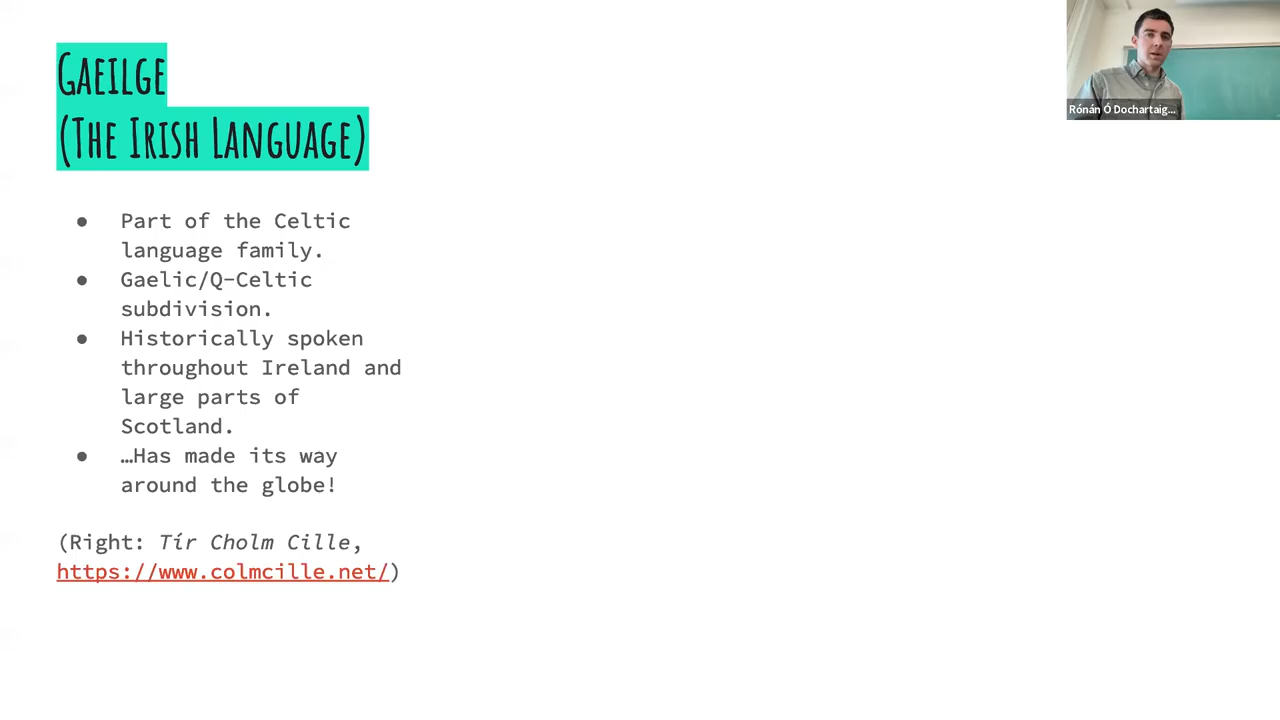 GAEILGE
(THE IRISH LANGUAGE)
● Part of the Celtic
language family.
● Gaelic/Q-Celtic
subdivision.
● Historically spoken
throughout Ireland and
large parts of
Scotland.
● …Has made its way
around the globe!
(Right: Tír Cholm Cille,
https://www.colmcille.net/)
Rónán Ó Dochartaig...